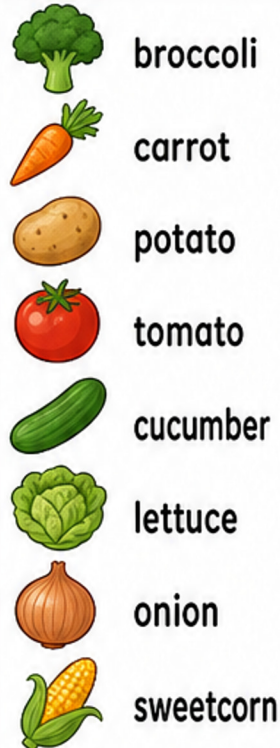 broccoli
carrot
potato
tomato
cucumber
lettuce
onion
sweetcorn